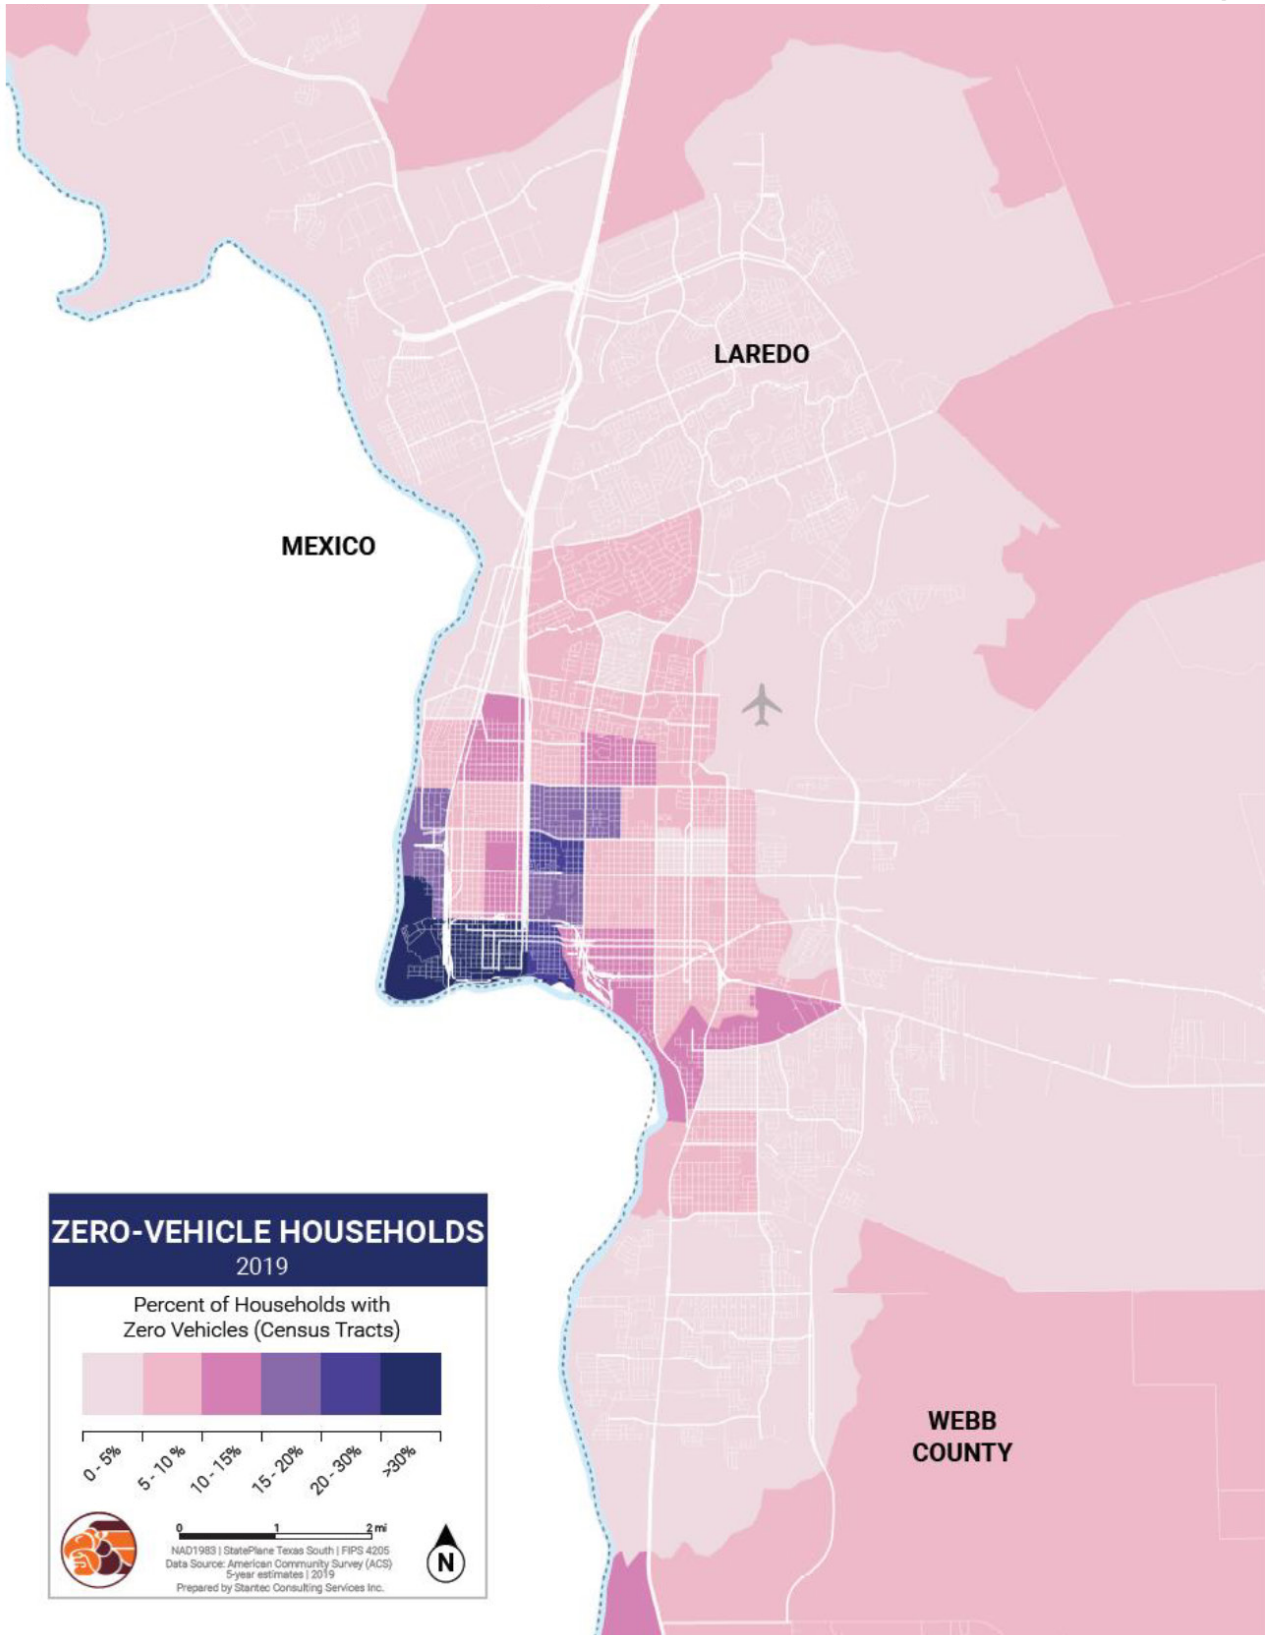 LAREDO
MEXICO
ZERO-VEHICLE HOUSEHOLDS
2019
Percent of Households with
Zero Vehicles (Census Tracts)
0 - 5%
5 - 10 %
10 - 15%
15 - 20%
20 - 30%
>30%
0 1 2 mi
NAD1983 | StatePlane Texas South | FIPS 4205
Data Source: American Community Survey (ACS)
5-year estimates | 2019
Prepared by Stantec Consulting Services Inc.
N
WEBB
COUNTY